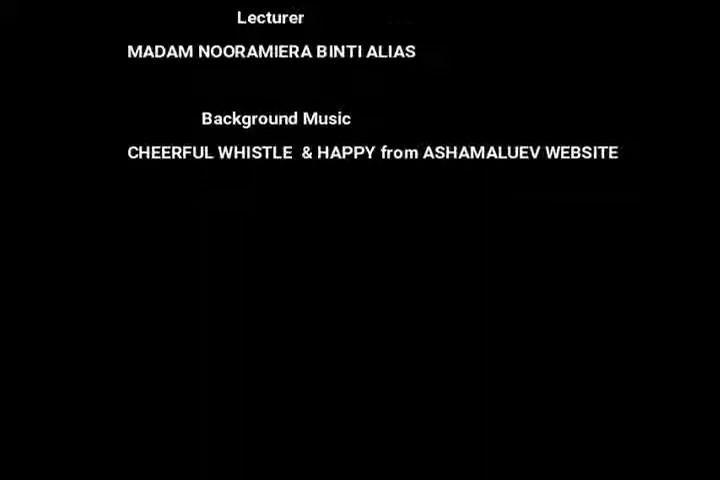 Lecturer
MADAM NOORAMIERA BINTI ALIAS
Background Music
CHEERFUL WHISTLE & HAPPY from ASHAMALUEV WEBSITE